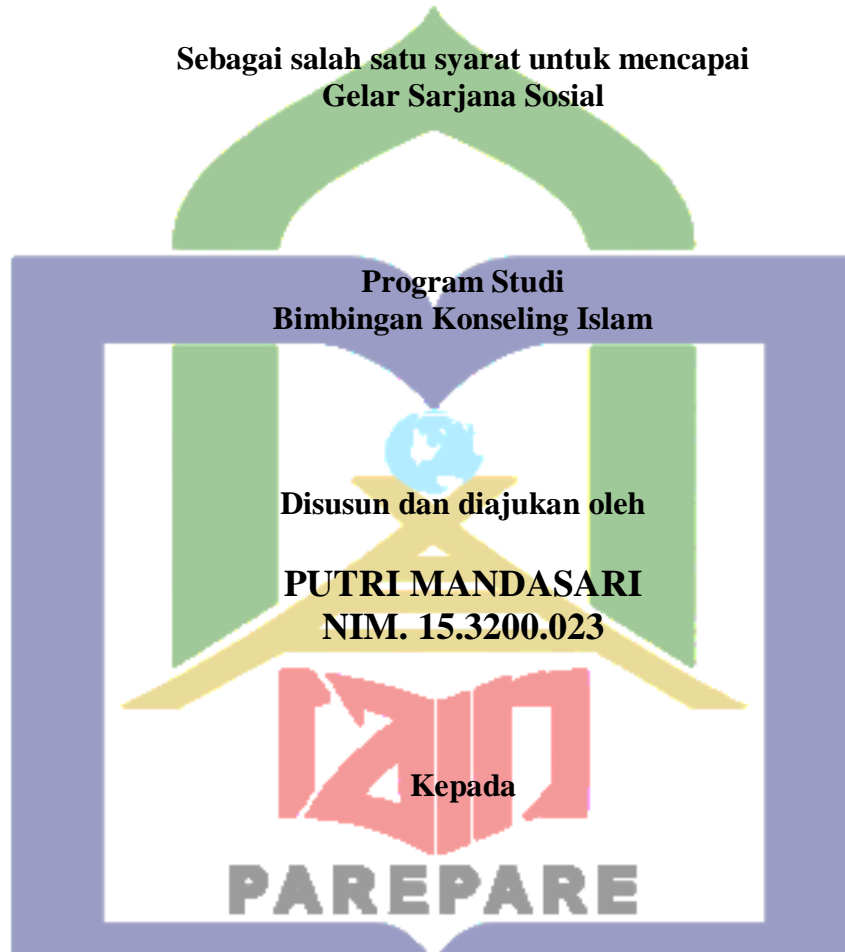 Sebagai salah satu syarat untuk mencapai
Gelar Sarjana Sosial
Program Studi
Bimbingan Konseling Islam
Disusun dan diajukan oleh
PUTRI MANDASARI
NIM. 15.3200.023
iain
Kepada
PAREPARE